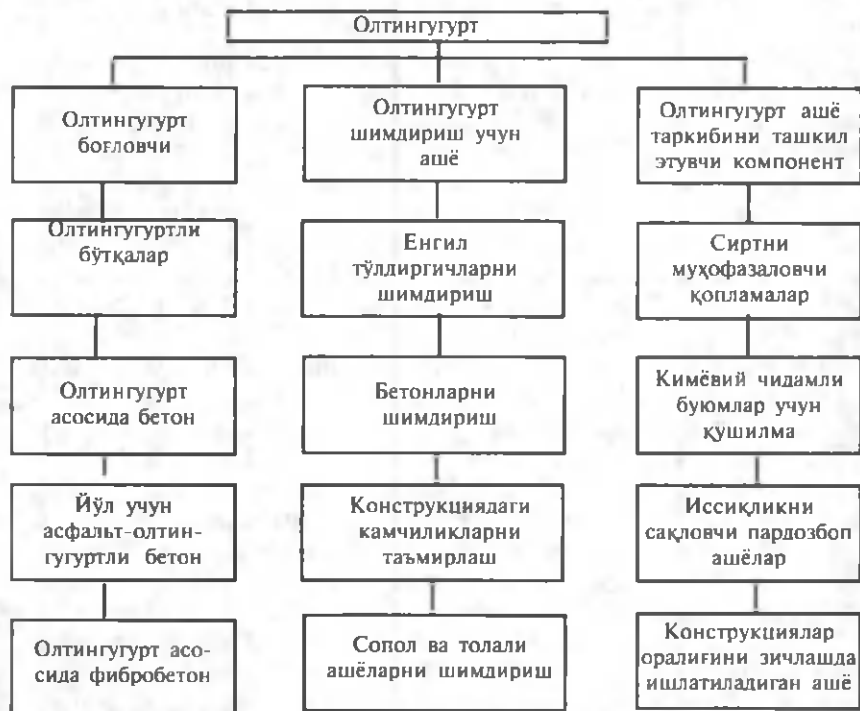 Олтингугурт
Олтингугурт
боғловчи
Олтингугурт
шимдириш учун
ашё
Олтингугурт ашё
таркибини ташкил
этувчи компонент
Олтингугуртли
бўтқалар
Енгил
тўлдиргичларни
шимдириш
Сиртни
муҳофазаловчи
қопламалар
Олтингугурт
асосида бетон
Бетонларни
шимдириш
Кимёвий чидамли
буюмлар учун
қўшилма
Йўл учун
асфальт-олтин-
гугуртли бетон
Конструкциядаги
камчиликларни
таъмирлаш
Иссиқликни
сақловчи пардозбоп
ашёлар
Олтингугурт асо-
сида фибробетон
Сопол ва толали
ашёларни шимдириш
Конструкциялар
оралиғини зичлашда
ишлатиладиган ашё